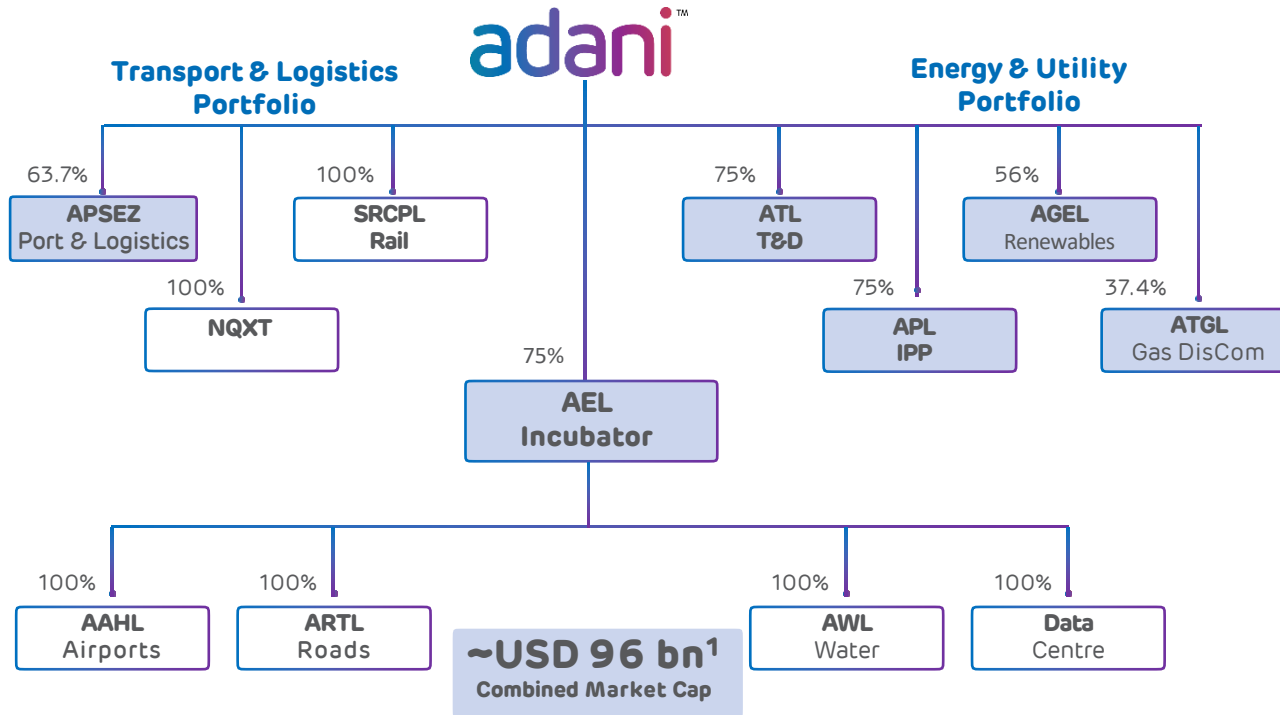 adani™
Transport & Logistics
Portfolio
Energy & Utility
Portfolio
63.7%
APSEZ
Port & Logistics
100%
NQXT
100%
SRCPL
Rail
75%
ATL
T&D
75%
APL
IPP
56%
AGEL
Renewables
37.4%
ATGL
Gas DisCom
75%
AEL
Incubator
100%
AAHL
Airports
100%
ARTL
Roads
100%
AWL
Water
100%
Data
Centre
~USD 96 bn¹
Combined Market Cap